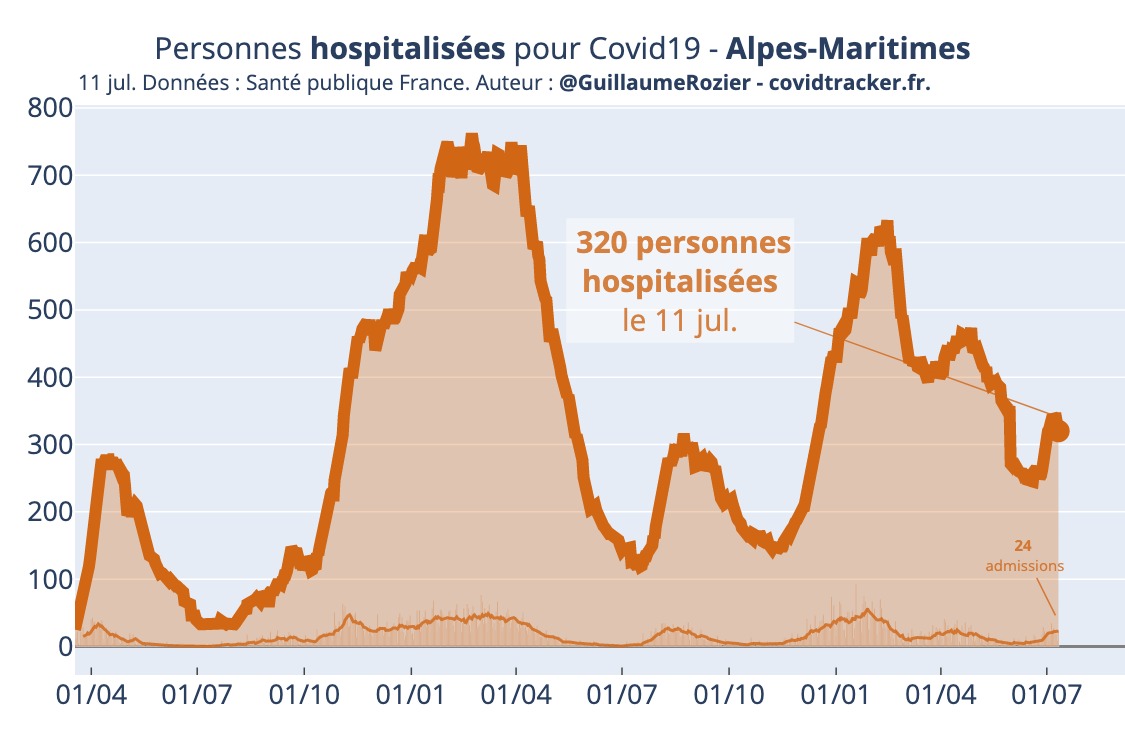 Personnes hospitalisées pour Covid19 - Alpes-Maritimes
11 jul. Données : Santé publique France. Auteur : @GuillaumeRozier - covidtracker.fr.
800
700
600
500
400
300
200
100
0
320 personnes
hospitalisées
le 11 jul.
24
admissions
01/04 01/07 01/10 01/01 01/04 01/07 01/10 01/01 01/04 01/07